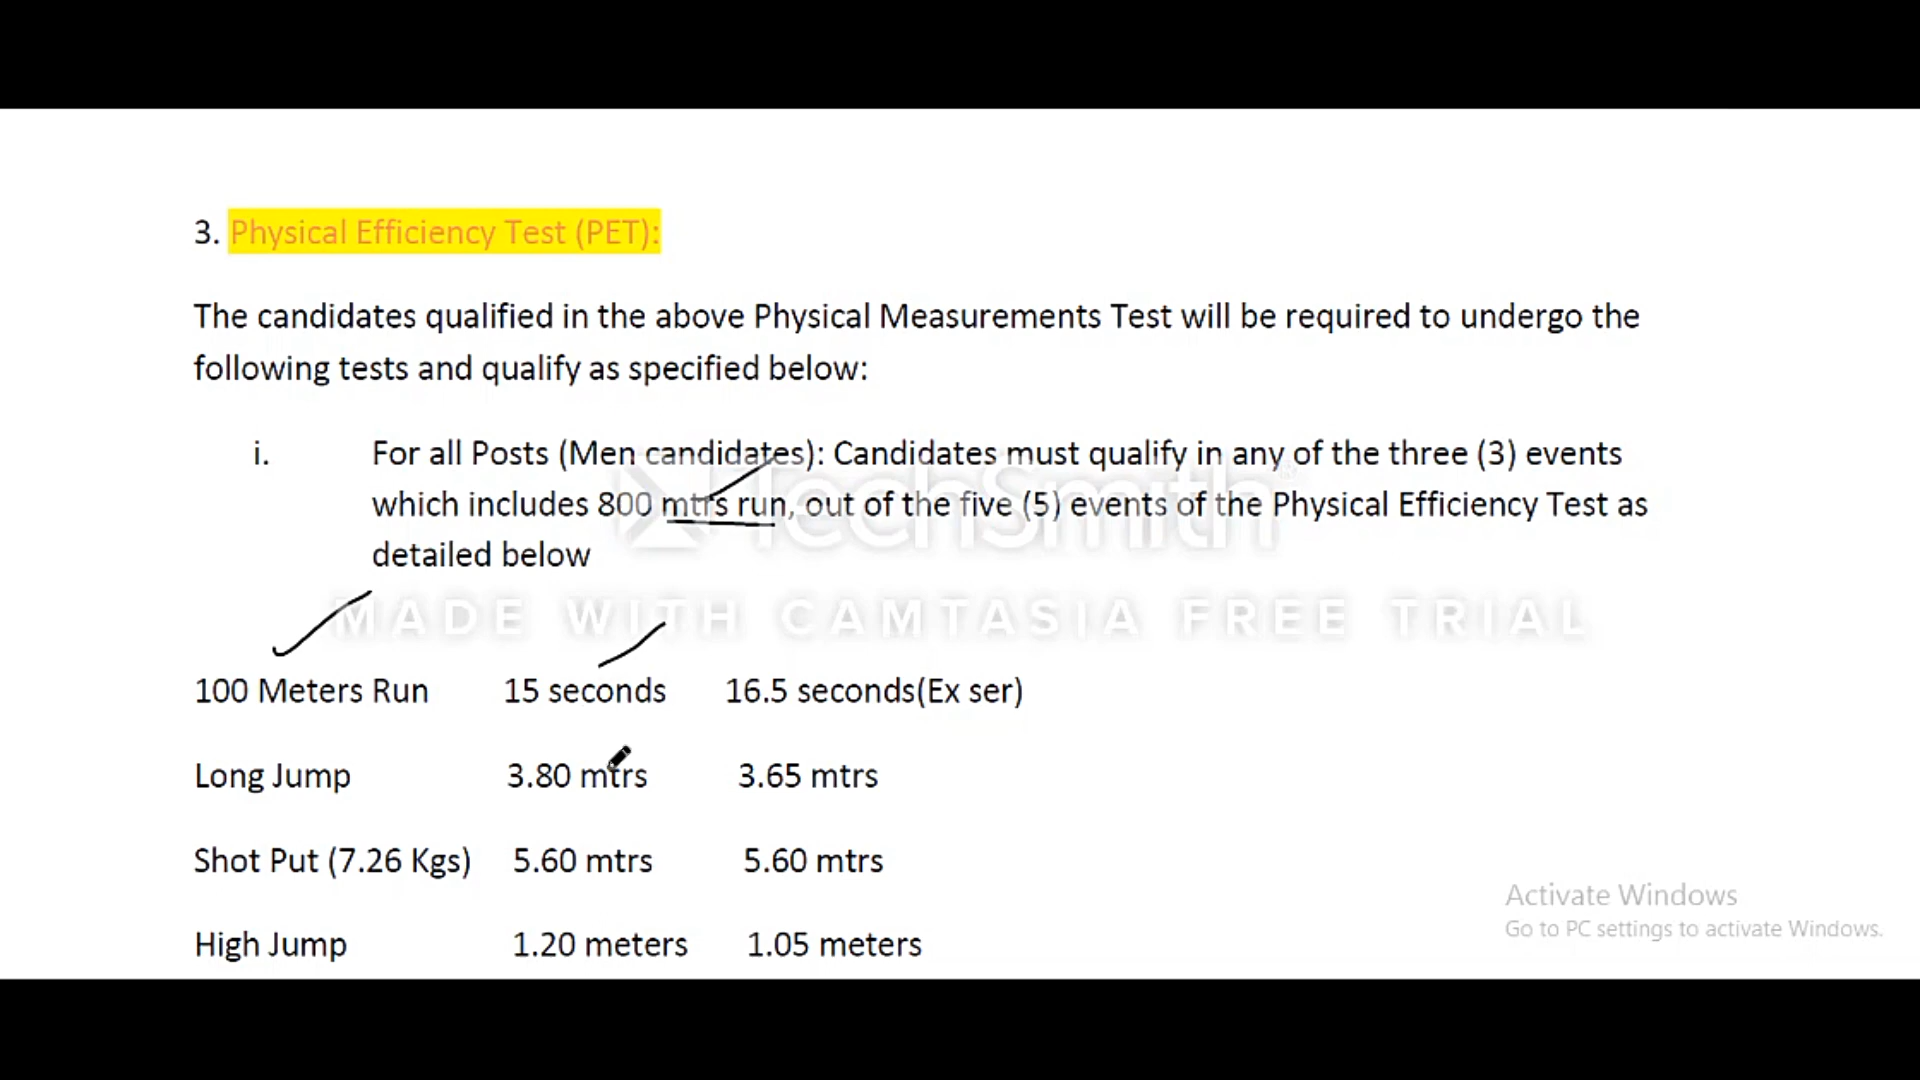 3. Physical Efficiency Test (PET):
The candidates qualified in the above Physical Measurements Test will be required to undergo the
following tests and qualify as specified below:
i. For all Posts (Men candidates): Candidates must qualify in any of the three (3) events
which includes 800 mtrs run, out of the five (5) events of the Physical Efficiency Test as
detailed below
TechSmith
MADE WITH CAMTASIA FREE TRIAL
100 Meters Run 15 seconds 16.5 seconds(Ex ser)
Long Jump 3.80 mtrs 3.65 mtrs
Shot Put (7.26 Kgs) 5.60 mtrs 5.60 mtrs
High Jump 1.20 meters 1.05 meters
Activate Windows
Go to PC settings to activate Windows.